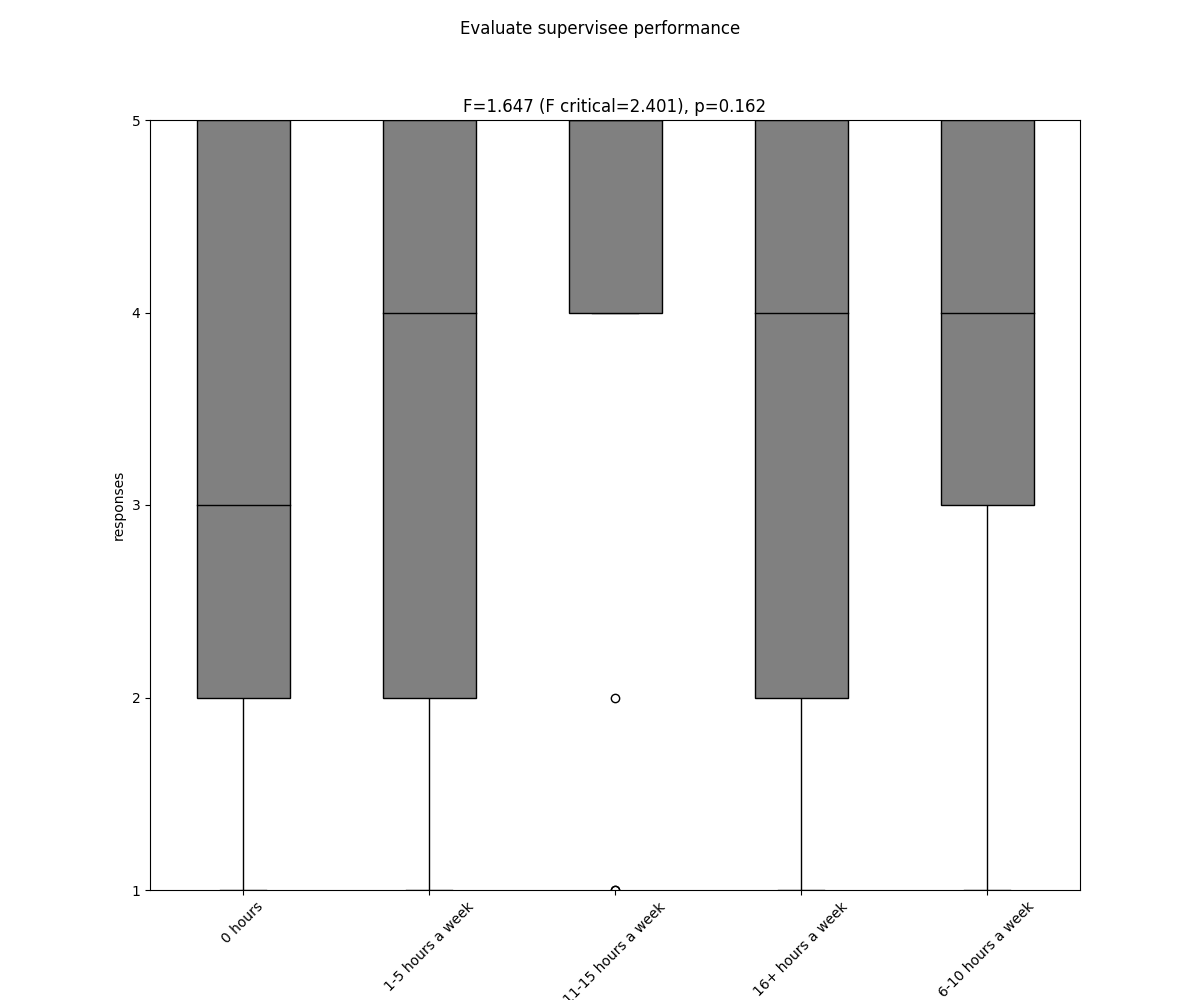 Evaluate supervisee performance
F=1.647 (F critical=2.401), p=0.162
5
4
3
2
1
responses
0 hours
1-5 hours a week
11-15 hours a week
16+ hours a week
6-10 hours a week